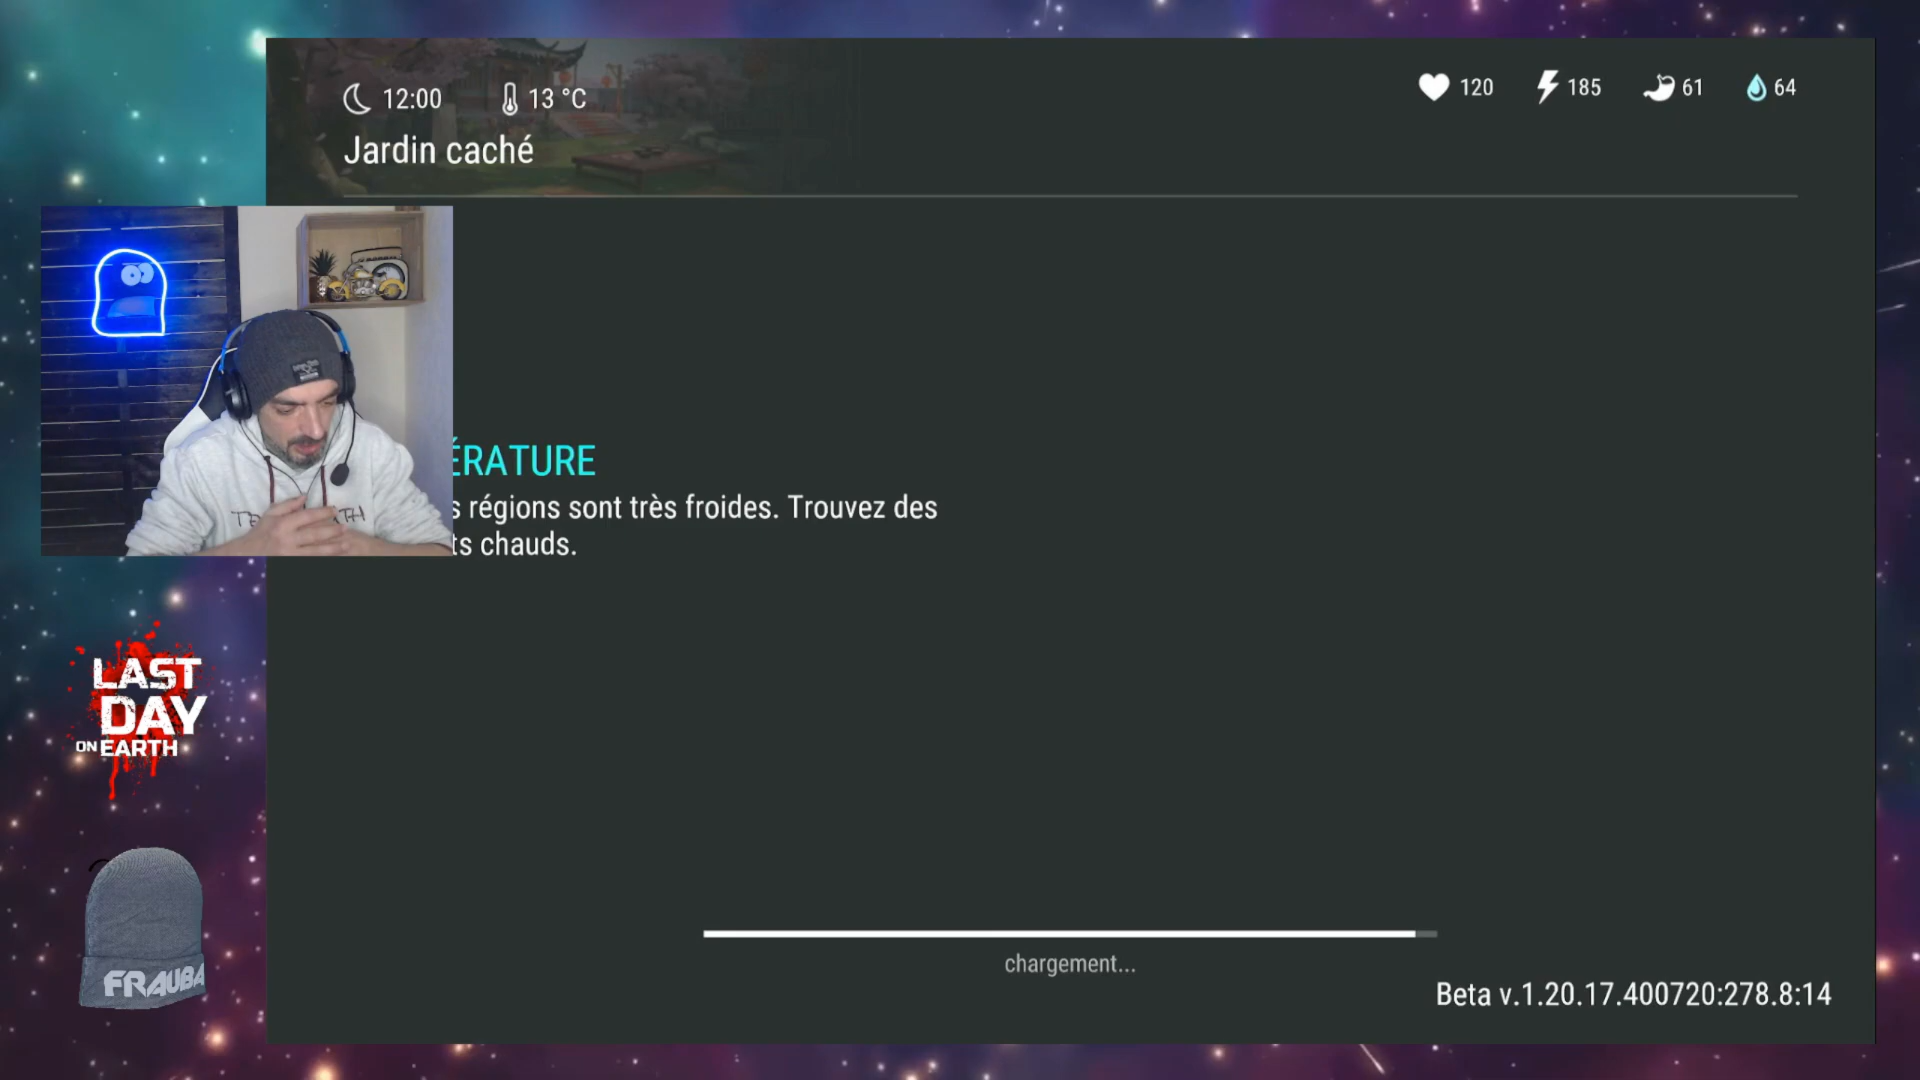 12:00 13 °C
Jardin caché
120 185 61 64
ÉRATURE
s régions sont très froides. Trouvez des
ts chauds.
LAST
DAY
ON EARTH
FRAUBA
chargement...
Beta v.1.20.17.400720:278.8:14